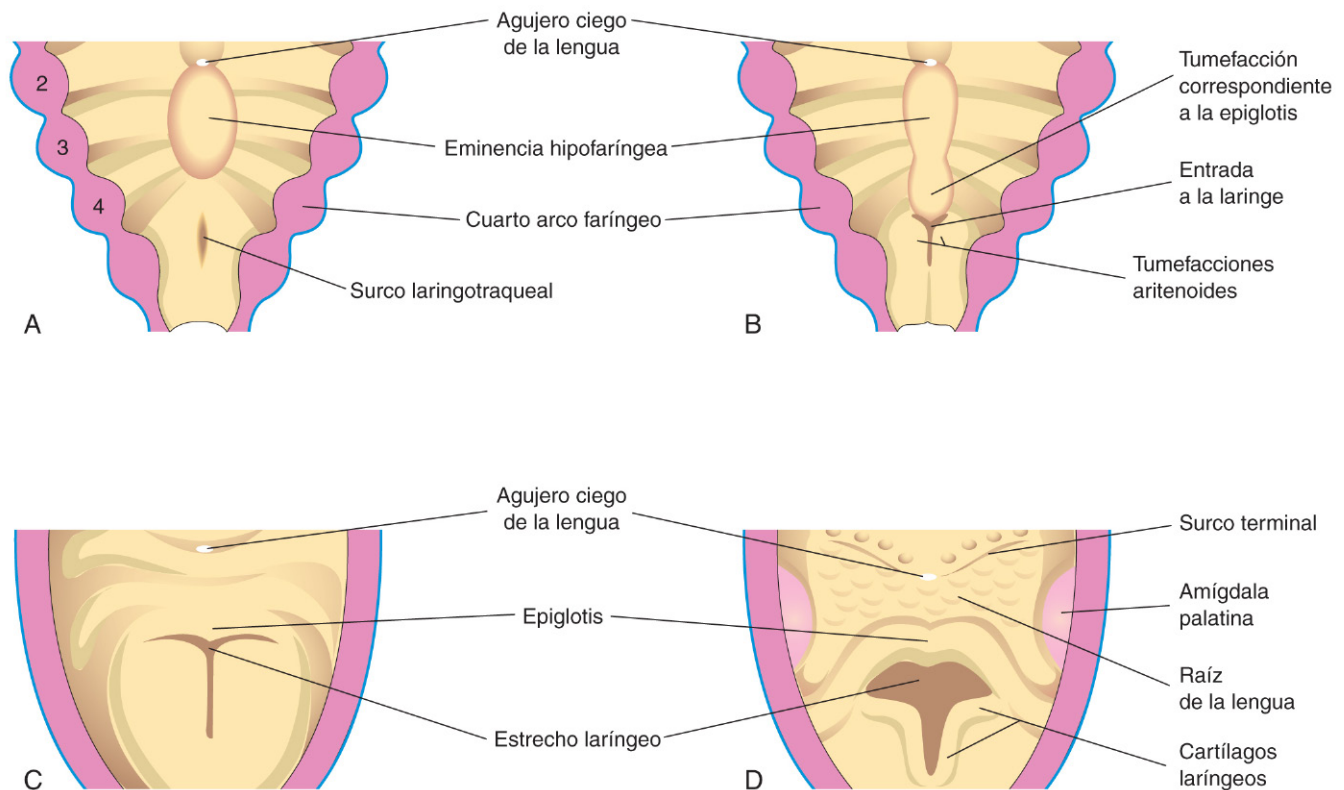 Agujero ciego
de la lengua
2
3
4
Eminencia hipofaríngea
Cuarto arco faríngeo
Surco laringotraqueal
A
Tumefacción
correspondiente
a la epiglotis
Entrada
a la laringe
Tumefacciones
aritenoides
B
Agujero ciego
de la lengua
Epiglotis
Estrecho laríngeo
C
Surco terminal
Amígdala
palatina
Raíz
de la lengua
Cartílagos
laríngeos
D